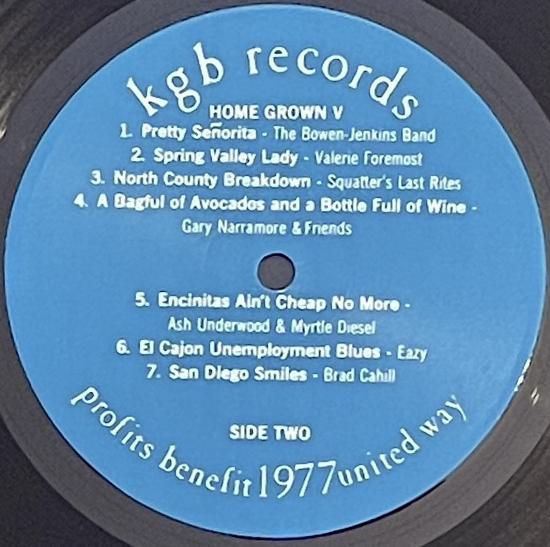 kgb records
HOME GROWN V
1. Pretty Señorita - The Bowen-Jenkins Band
2. Spring Valley Lady - Valerie Foremost
3. North County Breakdown - Squatter's Last Rites
4. A Bagful of Avocados and a Bottle Full of Wine -
Gary Narramore & Friends
5. Encinitas Ain't Cheap No More -
Ash Underwood & Myrtle Diesel
6. El Cajon Unemployment Blues - Eazy
7. San Diego Smiles - Brad Cahill
SIDE TWO
profits benefit 1977 united way